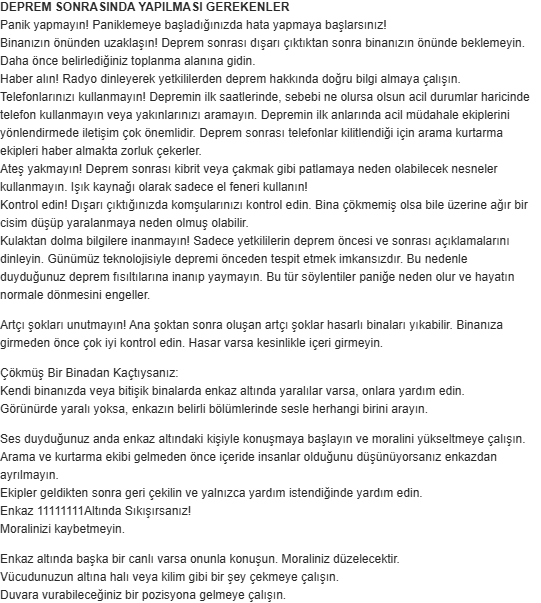 DEPREM SONRASINDA YAPILMASI GEREKENLER
Panik yapmayın! Paniklemeye başladığınızda hata yapmaya başlarsınız!
Binanızın önünden uzaklaşın! Deprem sonrası dışarı çıktıktan sonra binanızın önünde beklemeyin.
Daha önce belirlediğiniz toplanma alanına gidin.
Haber alın! Radyo dinleyerek yetkililerden deprem hakkında doğru bilgi almaya çalışın.
Telefonlarınızı kullanmayın! Depremin ilk saatlerinde, sebebi ne olursa olsun acil durumlar haricinde
telefon kullanmayın veya yakınlarınızı aramayın. Depremin ilk anlarında acil müdahale ekiplerini
yönlendirmede iletişim çok önemlidir. Deprem sonrası telefonlar kilitlendiği için arama kurtarma
ekipleri haber almakta zorluk çekerler.
Ateş yakmayın! Deprem sonrası kibrit veya çakmak gibi patlamaya neden olabilecek nesneler
kullanmayın. Işık kaynağı olarak sadece el feneri kullanın!
Kontrol edin! Dışarı çıktığınızda komşularınızı kontrol edin. Bina çökmemiş olsa bile üzerine ağır bir
cisim düşüp yaralanmaya neden olmuş olabilir.
Kulaktan dolma bilgilere inanmayın! Sadece yetkililerin deprem öncesi ve sonrası açıklamalarını
dinleyin. Günümüz teknolojisiyle depremi önceden tespit etmek imkansızdır. Bu nedenle
duyduğunuz deprem fısıltılarına inanıp yaymayın. Bu tür söylentiler paniğe neden olur ve hayatın
normale dönmesini engeller.
Artçı şokları unutmayın! Ana şoktan sonra oluşan artçı şoklar hasarlı binaları yıkabilir. Binanıza
girmeden önce çok iyi kontrol edin. Hasar varsa kesinlikle içeri girmeyin.
Çökmüş Bir Binadan Kaçtıysanız:
Kendi binanızda veya bitişik binalarda enkaz altında yaralılar varsa, onlara yardım edin.
Görünürde yaralı yoksa, enkazın belirli bölümlerinde sesle herhangi birini arayın.
Ses duyduğunuz anda enkaz altındaki kişiyle konuşmaya başlayın ve moralini yükseltmeye çalışın.
Arama ve kurtarma ekibi gelmeden önce içeride insanlar olduğunu düşünüyorsanız enkazdan
ayrılmayın.
Ekipler geldikten sonra geri çekilin ve yalnızca yardım istendiğinde yardım edin.
Enkaz 11111111Altında Sıkışırsanız!
Moralinizi kaybetmeyin.
Enkaz altında başka bir canlı varsa onunla konuşun. Moraliniz düzelecektir.
Vücudunuzun altına halı veya kilim gibi bir şey çekmeye çalışın.
Duvara vurabileceğiniz bir pozisyona gelmeye çalışın.